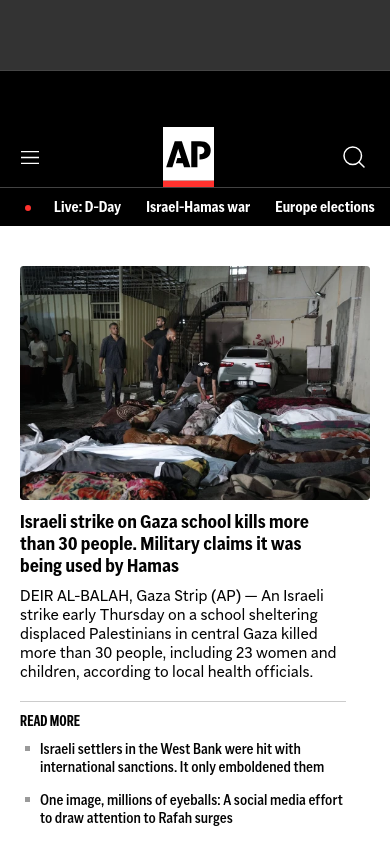 AP
Live: D-Day Israel-Hamas war Europe elections
Israeli strike on Gaza school kills more
than 30 people. Military claims it was
being used by Hamas
DEIR AL-BALAH, Gaza Strip (AP) — An Israeli
strike early Thursday on a school sheltering
displaced Palestinians in central Gaza killed
more than 30 people, including 23 women and
children, according to local health officials.
READ MORE
Israeli settlers in the West Bank were hit with
international sanctions. It only emboldened them
One image, millions of eyeballs: A social media effort
to draw attention to Rafah surges